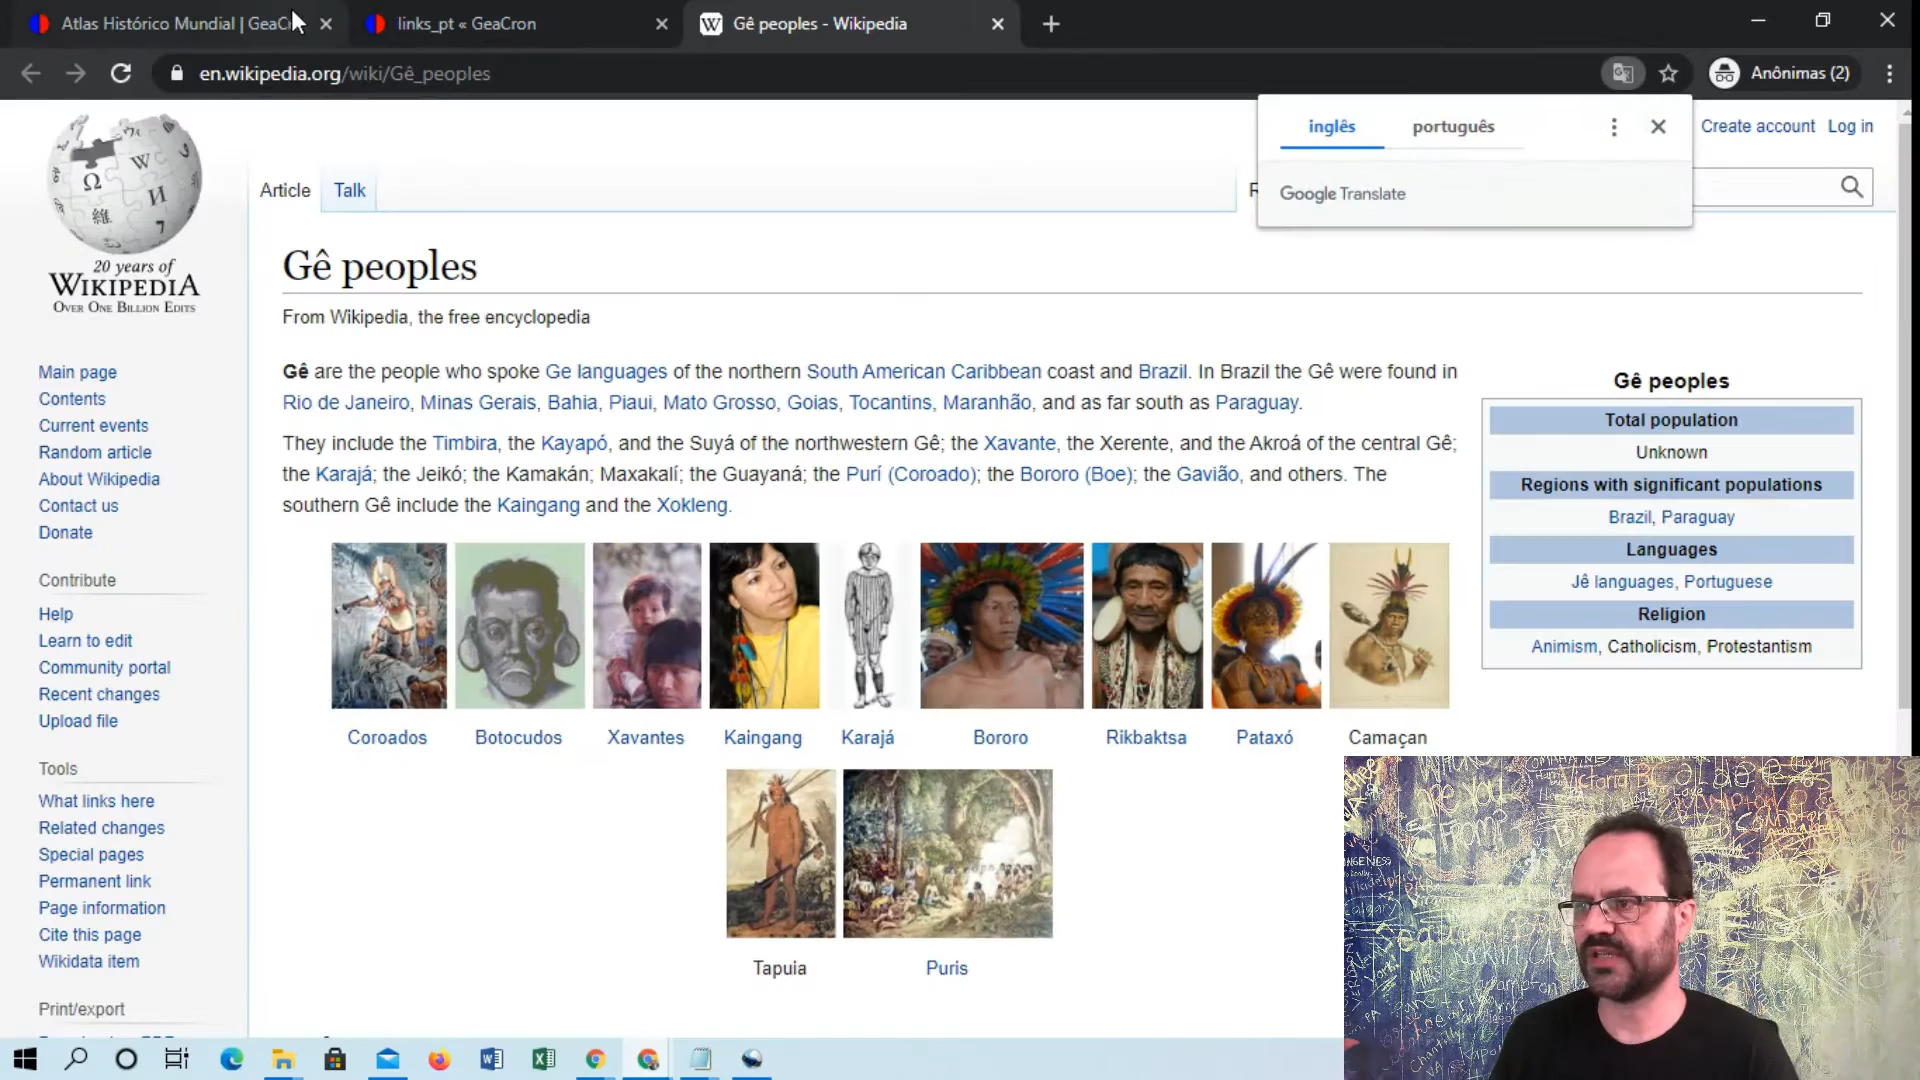 Atlas Histórico Mundial | GeaCr
links_pt « GeaCron
Gê peoples - Wikipedia
en.wikipedia.org/wiki/Gê_peoples
Anônimas (2)
inglês
português
Google Translate
Create account
Log in
20 years of
WIKIPEDIA
OVER ONE BILLION EDITS
Main page
Contents
Current events
Random article
About Wikipedia
Contact us
Donate
Contribute
Help
Learn to edit
Community portal
Recent changes
Upload file
Tools
What links here
Related changes
Special pages
Permanent link
Page information
Cite this page
Wikidata item
Print/export
Article
Talk
Gê peoples
From Wikipedia, the free encyclopedia
Gê are the people who spoke Ge languages of the northern South American Caribbean coast and Brazil. In Brazil the Gê were found in
Rio de Janeiro, Minas Gerais, Bahia, Piaui, Mato Grosso, Goias, Tocantins, Maranhão, and as far south as Paraguay.
They include the Timbira, the Kayapó, and the Suyá of the northwestern Gê; the Xavante, the Xerente, and the Akroá of the central Gê;
the Karajá; the Jeikó; the Kamakán; Maxakalí; the Guayaná; the Purí (Coroado); the Bororo (Boe); the Gavião, and others. The
southern Gê include the Kaingang and the Xokleng.
Coroados
Botocudos
Xavantes
Kaingang
Karajá
Bororo
Rikbaktsa
Pataxó
Camaçan
Tapuia
Puris
Gê peoples
Total population
Unknown
Regions with significant populations
Brazil, Paraguay
Languages
Jê languages, Portuguese
Religion
Animism, Catholicism, Protestantism